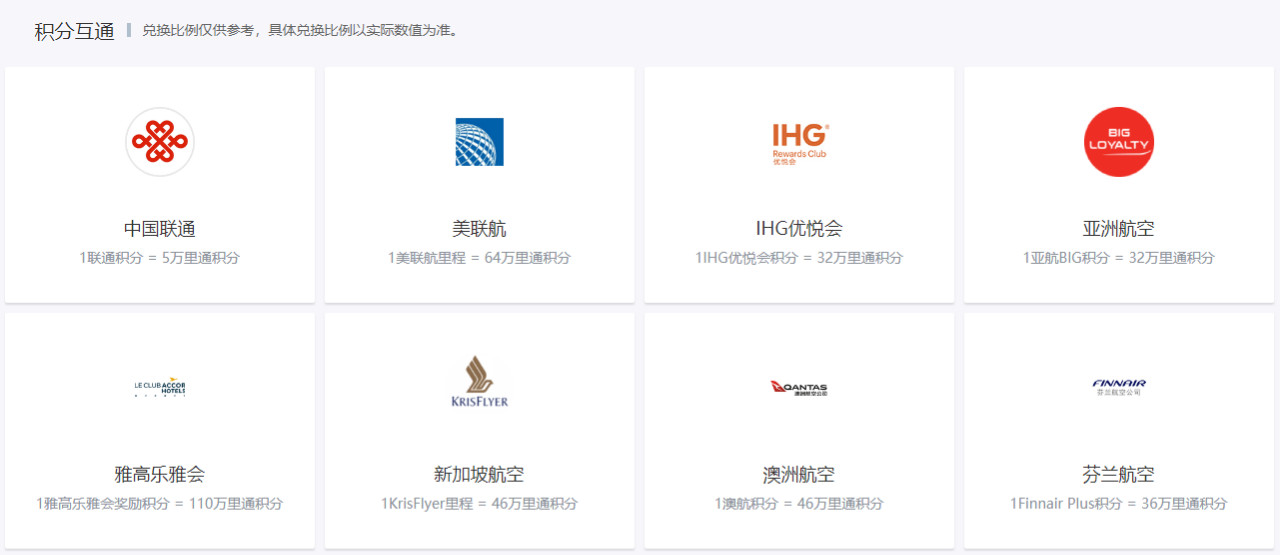 积分互通 兑换比例仅供参考，具体兑换比例以实际数值为准。
IHG®
Rewards Club
优悦会
BIG
LOYALTY
中国联通
美联航
IHG优悦会
亚洲航空
1联通积分 = 5万里通积分
1美联航里程 = 64万里通积分
1IHG优悦会积分 = 32万里通积分
1亚航BIG积分 = 32万里通积分
LE CLUB ACCOR
HOTELS
KRISFLYER
QANTAS
澳洲航空公司
FINNAIR
芬兰航空公司
雅高乐雅会
新加坡航空
澳洲航空
芬兰航空
1雅高乐雅会奖励积分 = 110万里通积分
1KrisFlyer里程 = 46万里通积分
1澳航积分 = 46万里通积分
1Finnair Plus积分 = 36万里通积分